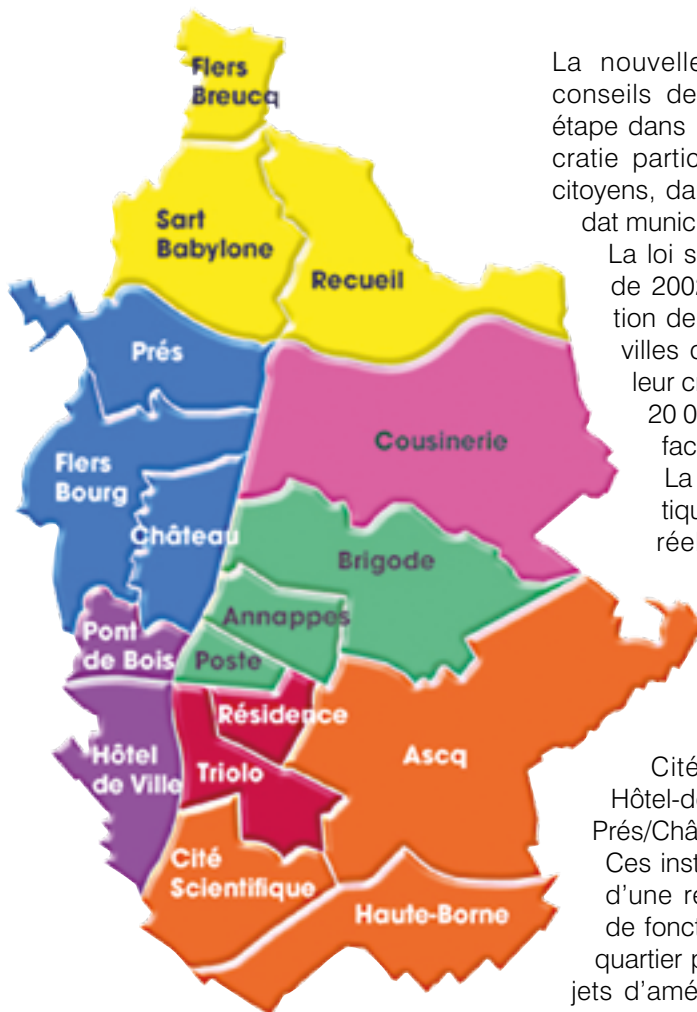 Flers
Breucq
Sart
Babylone
Recueil
Prés
Cousinerie
Flers
Bourg
Château
Brigode
Annappes
Pont
de Bois
Poste
Résidence
Ascq
Hôtel
de Ville
Triolo
Cité
Scientifique
Haute-Borne
La nouvelle
conseils de
étape dans
cratie partic
citoyens, da
dat munic
La loi s
de 200
tion de
villes c
leur c
20 0
fac
La
tiqu
rée
Cité
Hôtel-de
Prés/Chât
Ces inst
d'une re
de fonct
quartier p
jets d'amé